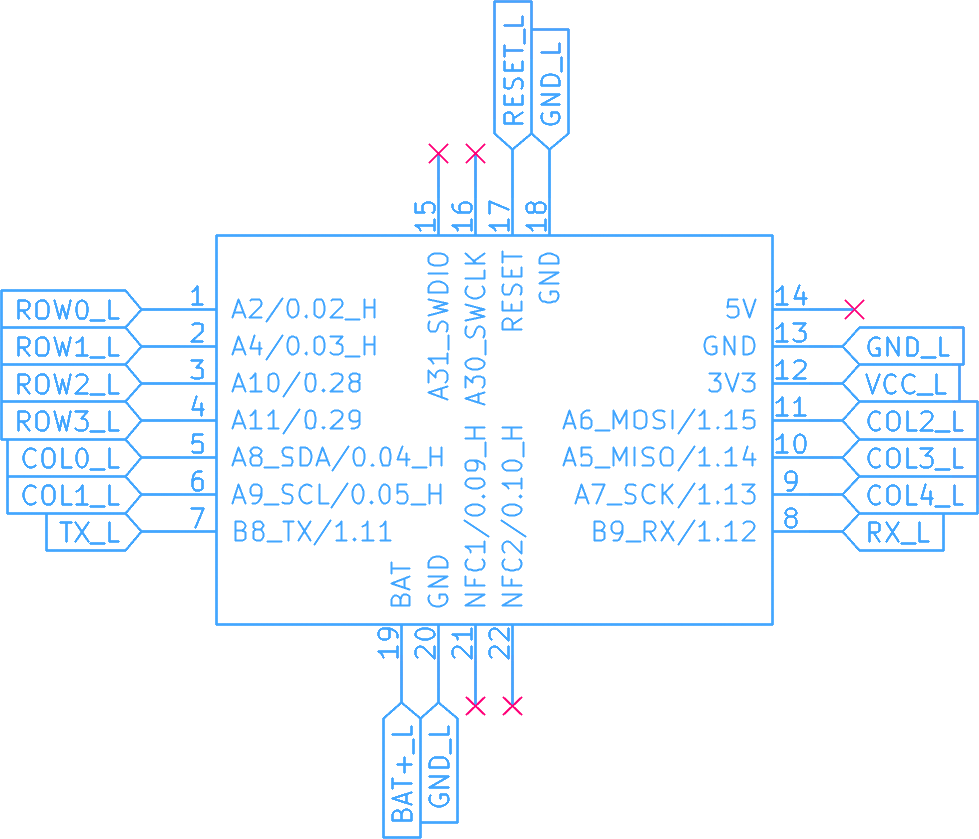 RESET_L
GND_L
15
16
17
18
A31_SWDIO
A30_SWCLK
RESET
GND
ROW0_L 1 A2/0.02_H
5V 14
ROW1_L 2 A4/0.03_H
GND 13 GND_L
ROW2_L 3 A10/0.28
3V3 12 VCC_L
ROW3_L 4 A11/0.29
A6_MOSI/1.15 11 COL2_L
COL0_L 5 A8_SDA/0.04_H
A5_MISO/1.14 10 COL3_L
COL1_L 6 A9_SCL/0.05_H
A7_SCK/1.13 9 COL4_L
TX_L 7 B8_TX/1.11
B9_RX/1.12 8 RX_L
BAT
GND
NFC1/0.09_H
NFC2/0.10_H
19
20
21
22
BAT+_L
GND_L